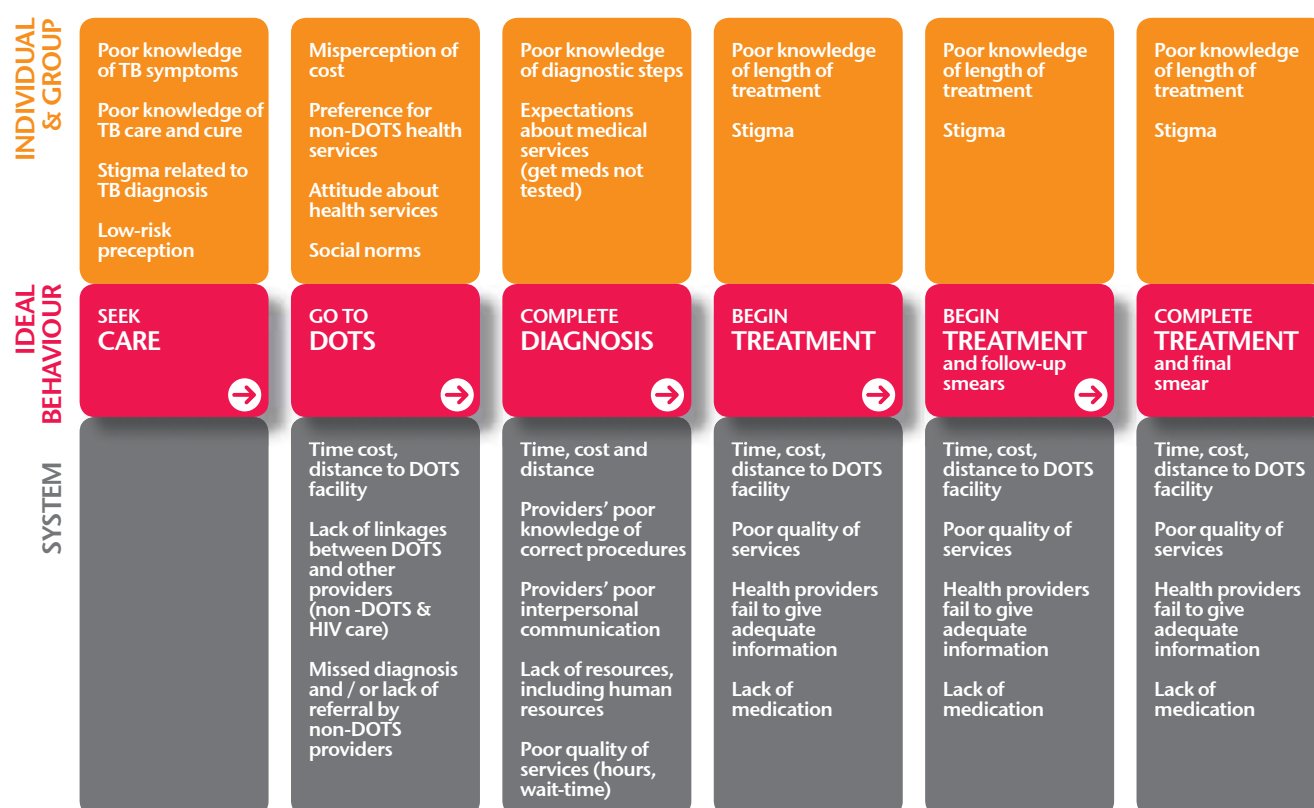 INDIVIDUAL
& GROUP
Poor knowledge
of TB symptoms
Poor knowledge of
TB care and cure
Stigma related to
TB diagnosis
Low-risk
preception
Misperception of
cost
Preference for
non-DOTS health
services
Attitude about
health services
Social norms
Poor knowledge
of diagnostic steps
Expectations
about medical
services
(get meds not
tested)
Poor knowledge
of length of
treatment
Stigma
Poor knowledge
of length of
treatment
Stigma
Poor knowledge
of length of
treatment
Stigma
IDEAL
BEHAVIOUR
SEEK
CARE
GO TO
DOTS
COMPLETE
DIAGNOSIS
BEGIN
TREATMENT
BEGIN
TREATMENT
and follow-up
smears
COMPLETE
TREATMENT
and final
smear
SYSTEM
Time cost,
distance to DOTS
facility
Lack of linkages
between DOTS
and other
providers
(non -DOTS &
HIV care)
Missed diagnosis
and / or lack of
referral by
non-DOTS
providers
Time, cost and
distance
Providers’ poor
knowledge of
correct procedures
Providers’ poor
interpersonal
communication
Lack of resources,
including human
resources
Poor quality of
services (hours,
wait-time)
Time, cost,
distance to DOTS
facility
Poor quality of
services
Health providers
fail to give
adequate
information
Lack of
medication
Time, cost,
distance to DOTS
facility
Poor quality of
services
Health providers
fail to give
adequate
information
Lack of
medication
Time, cost,
distance to DOTS
facility
Poor quality of
services
Health providers
fail to give
adequate
information
Lack of
medication